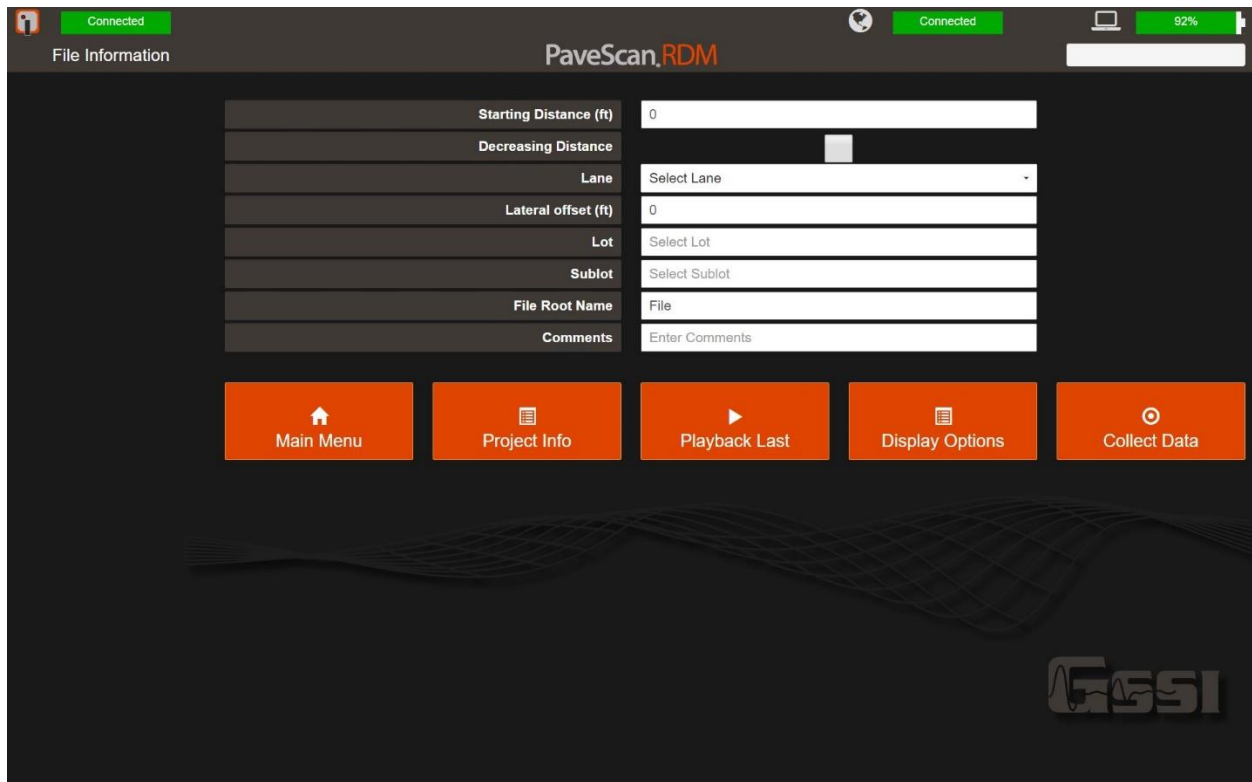 Connected Connected 92%
File Information PaveScan.RDM
Starting Distance (ft) 0
Decreasing Distance
Lane Select Lane
Lateral offset (ft) 0
Lot Select Lot
Sublot Select Sublot
File Root Name File
Comments Enter Comments
Main Menu Project Info Playback Last Display Options Collect Data
GSSI